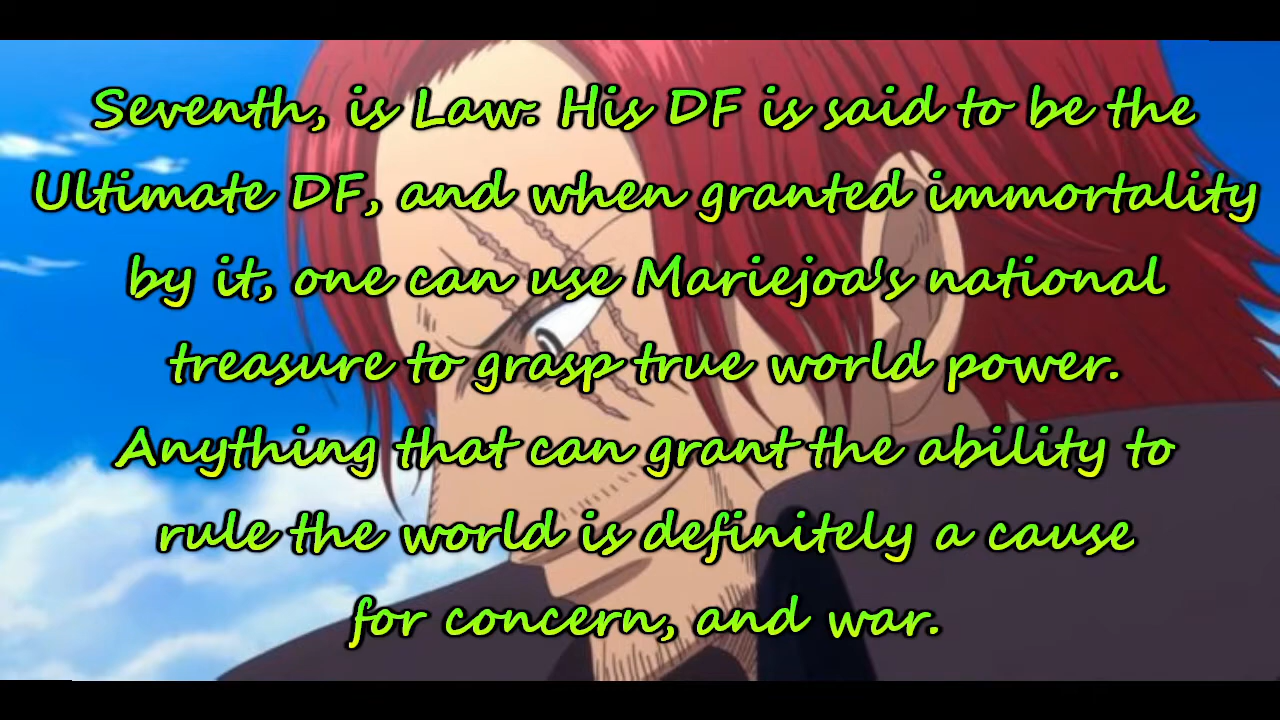 Seventh, is Law. His DF is said to be the
Ultimate DF, and when granted immortality
by it, one can use Mariejoa's national
treasure to grasp true world power.
Anything that can grant the ability to
rule the world is definitely a cause
for concern, and war.